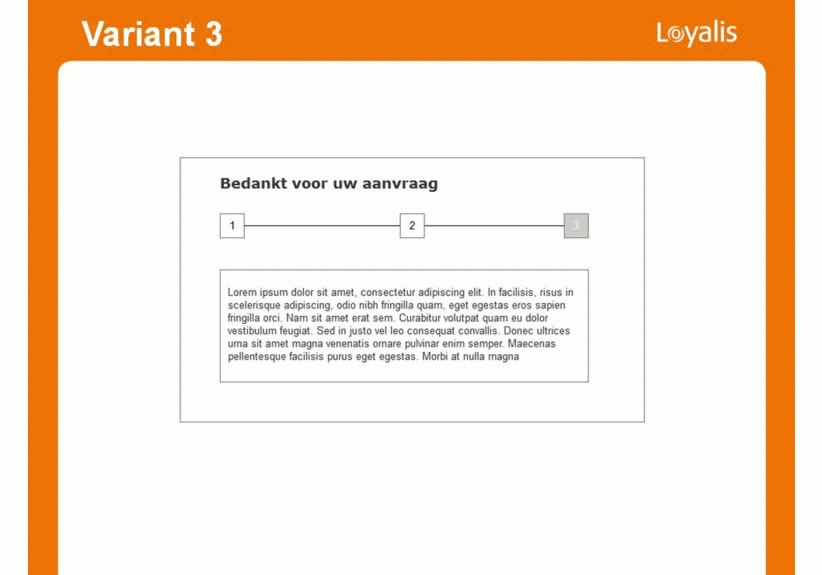 Variant 3
Loyalis
Bedankt voor uw aanvraag
1 2 3
Lorem ipsum dolor sit amet, consectetur adipiscing elit. In facilisis, risus in
scelerisque adipiscing, odio nibh fringilla quam, eget egestas eros sapien
fringilla orci. Nam sit amet erat sem. Curabitur volutpat quam eu dolor
vestibulum feugiat. Sed in justo vel leo consequat convallis. Donec ultrices
urna sit amet magna venenatis ornare pulvinar enim semper. Maecenas
pellentesque facilisis purus eget egestas. Morbi at nulla magna